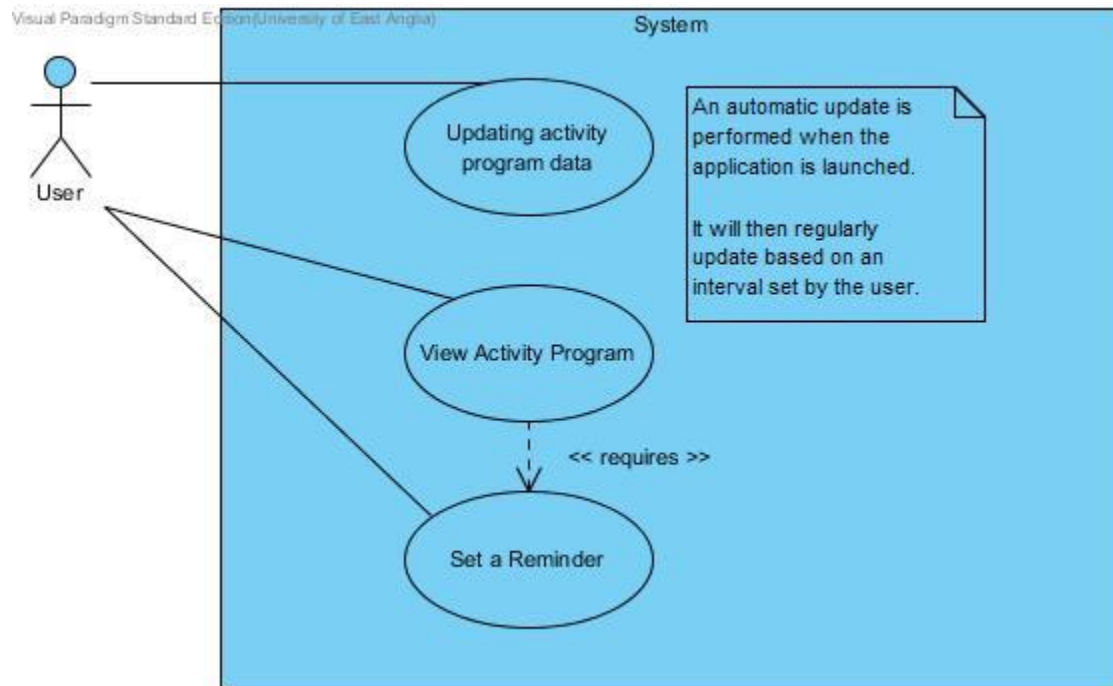 Visual Paradigm Standard Edition(University of East Anglia)
System
User
Updating activity
program data
An automatic update is
performed when the
application is launched.
It will then regularly
update based on an
interval set by the user.
View Activity Program
<< requires >>
Set a Reminder